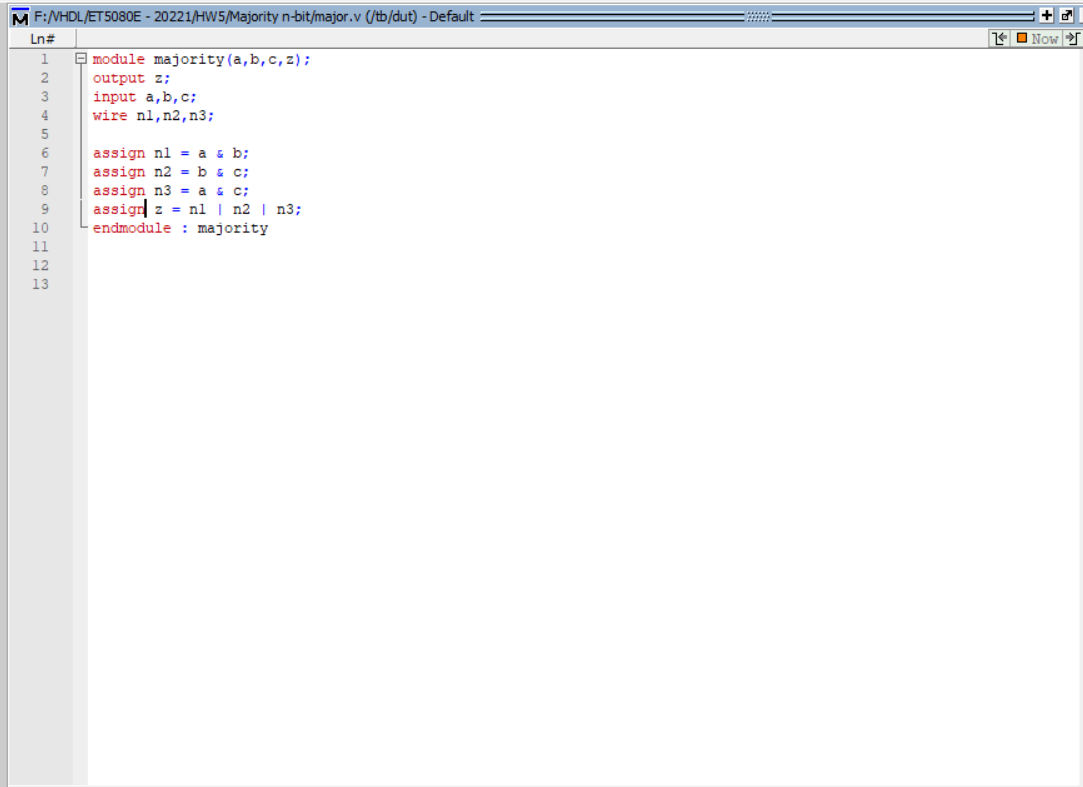 F:/VHDL/ET5080E - 20221/HW5/Majority n-bit/major.v (/tb/dut) - Default
Ln#
Now
1 module majority(a,b,c,z);
2 output z;
3 input a,b,c;
4 wire n1,n2,n3;
5
6 assign n1 = a & b;
7 assign n2 = b & c;
8 assign n3 = a & c;
9 assign z = n1 | n2 | n3;
10 endmodule : majority
11
12
13